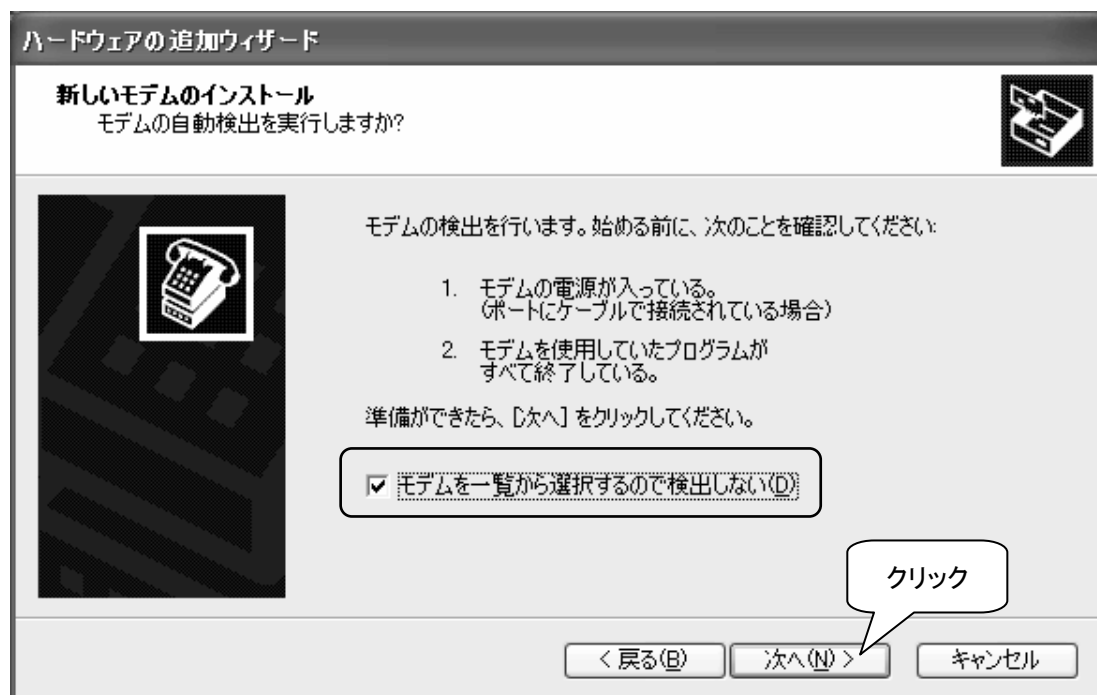 ハードウェアの追加ウィザード
新しいモデムのインストール
モデムの自動検出を実行しますか?
モデムの検出を行います。始める前に、次のことを確認してください:
1. モデムの電源が入っている。
(ポートにケーブルで接続されている場合)
2. モデムを使用していたプログラムが
すべて終了している。
準備ができたら、[次へ] をクリックしてください。
モデムを一覧から選択するので検出しない(D)
クリック
< 戻る(B) 次へ(N) > キャンセル